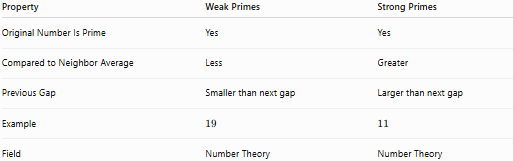 Property Weak Primes Strong Primes
Original Number Is Prime Yes Yes
Compared to Neighbor Average Less Greater
Previous Gap Smaller than next gap Larger than next gap
Example 19 11
Field Number Theory Number Theory